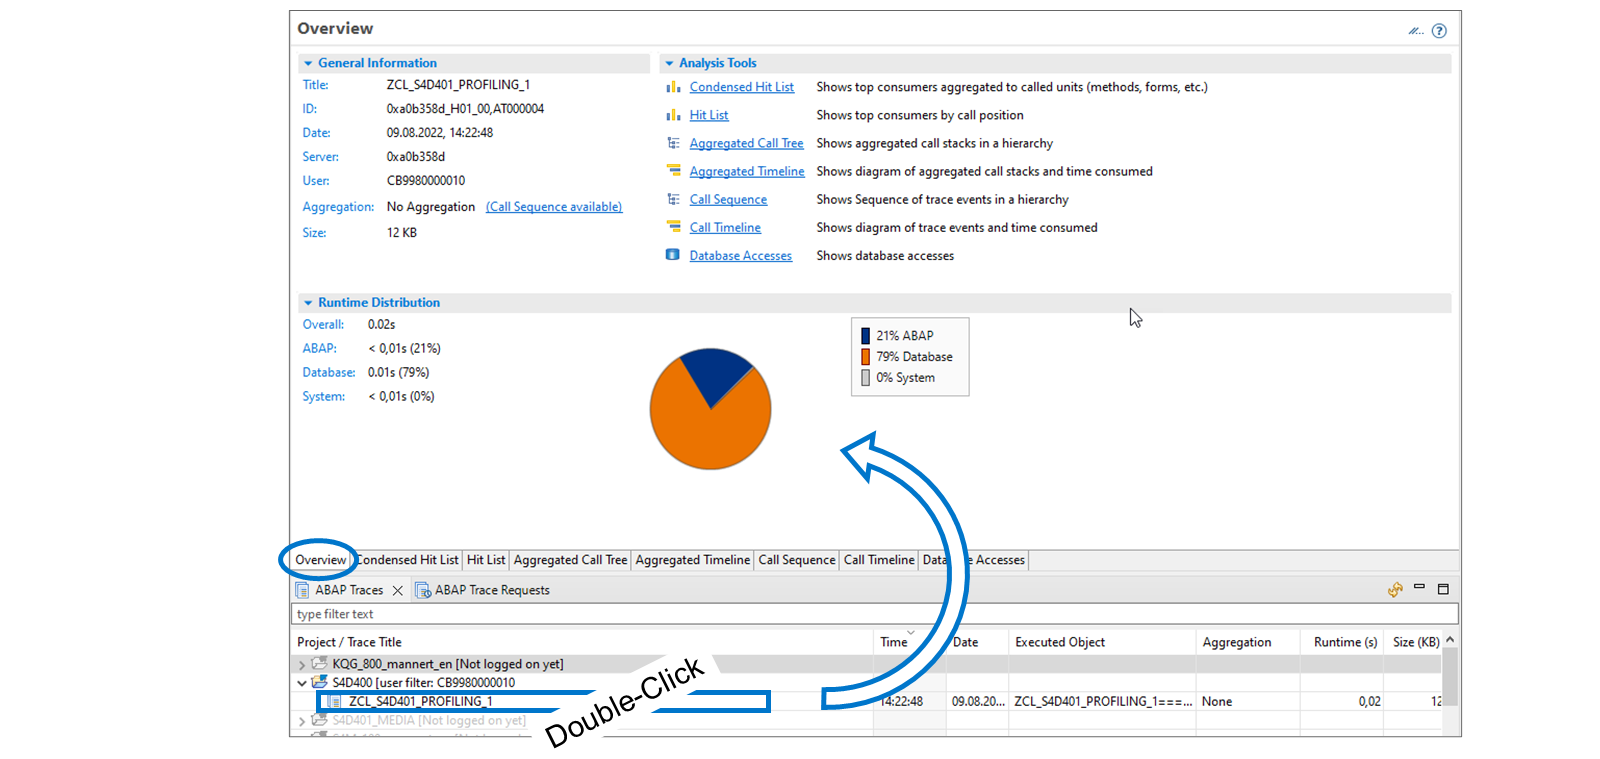 Overview
General Information
Title: ZCL_S4D401_PROFILING_1
ID: 0xa0b358d_H01_00,AT000004
Date: 09.08.2022, 14:22:48
Server: 0xa0b358d
User: CB9980000010
Aggregation: No Aggregation (Call Sequence available)
Size: 12 KB
Analysis Tools
Condensed Hit List Shows top consumers aggregated to called units (methods, forms, etc.)
Hit List Shows top consumers by call position
Aggregated Call Tree Shows aggregated call stacks in a hierarchy
Aggregated Timeline Shows diagram of aggregated call stacks and time consumed
Call Sequence Shows Sequence of trace events in a hierarchy
Call Timeline Shows diagram of trace events and time consumed
Database Accesses Shows database accesses
Runtime Distribution
Overall: 0.02s
ABAP: < 0,01s (21%)
Database: 0.01s (79%)
System: < 0,01s (0%)
21% ABAP
79% Database
0% System
Overview Condensed Hit List Hit List Aggregated Call Tree Aggregated Timeline Call Sequence Call Timeline Accesses
ABAP Traces ABAP Trace Requests
type filter text
Project / Trace Title Time Date Executed Object Aggregation Runtime (s) Size (KB)
KQG_800_mannert_en [Not logged on yet]
S4D400 [user filter: CB9980000010
ZCL_S4D401_PROFILING_1 14:22:48 09.08.20... ZCL_S4D401_PROFILING_1===... None 0,02 12
S4D401_MEDIA [Not logged on yet]
Double-Click